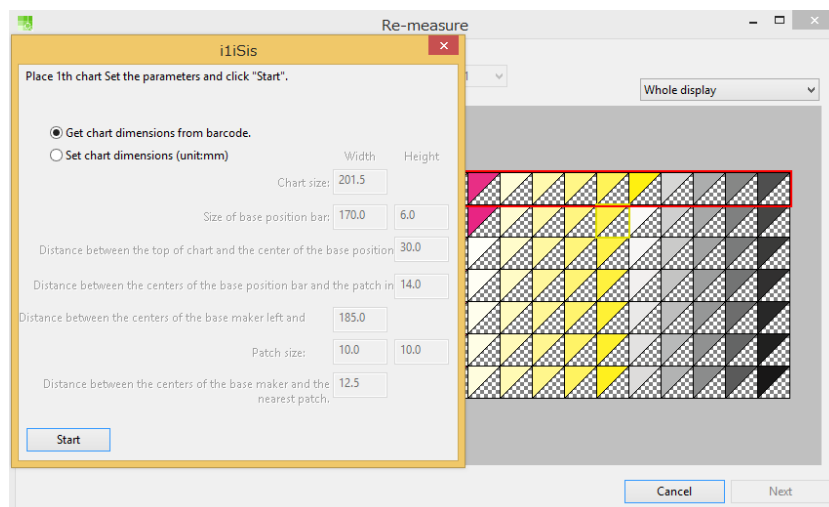 Re-measure
i1iSis
Place 1th chart Set the parameters and click "Start".
1
Whole display
Get chart dimensions from barcode.
Set chart dimensions (unit:mm)
Width Height
Chart size: 201.5
Size of base position bar: 170.0 6.0
Distance between the top of chart and the center of the base position 30.0
Distance between the centers of the base position bar and the patch in 14.0
Distance between the centers of the base maker left and 185.0
Patch size: 10.0 10.0
Distance between the centers of the base maker and the 12.5
nearest patch.
Start
Cancel Next